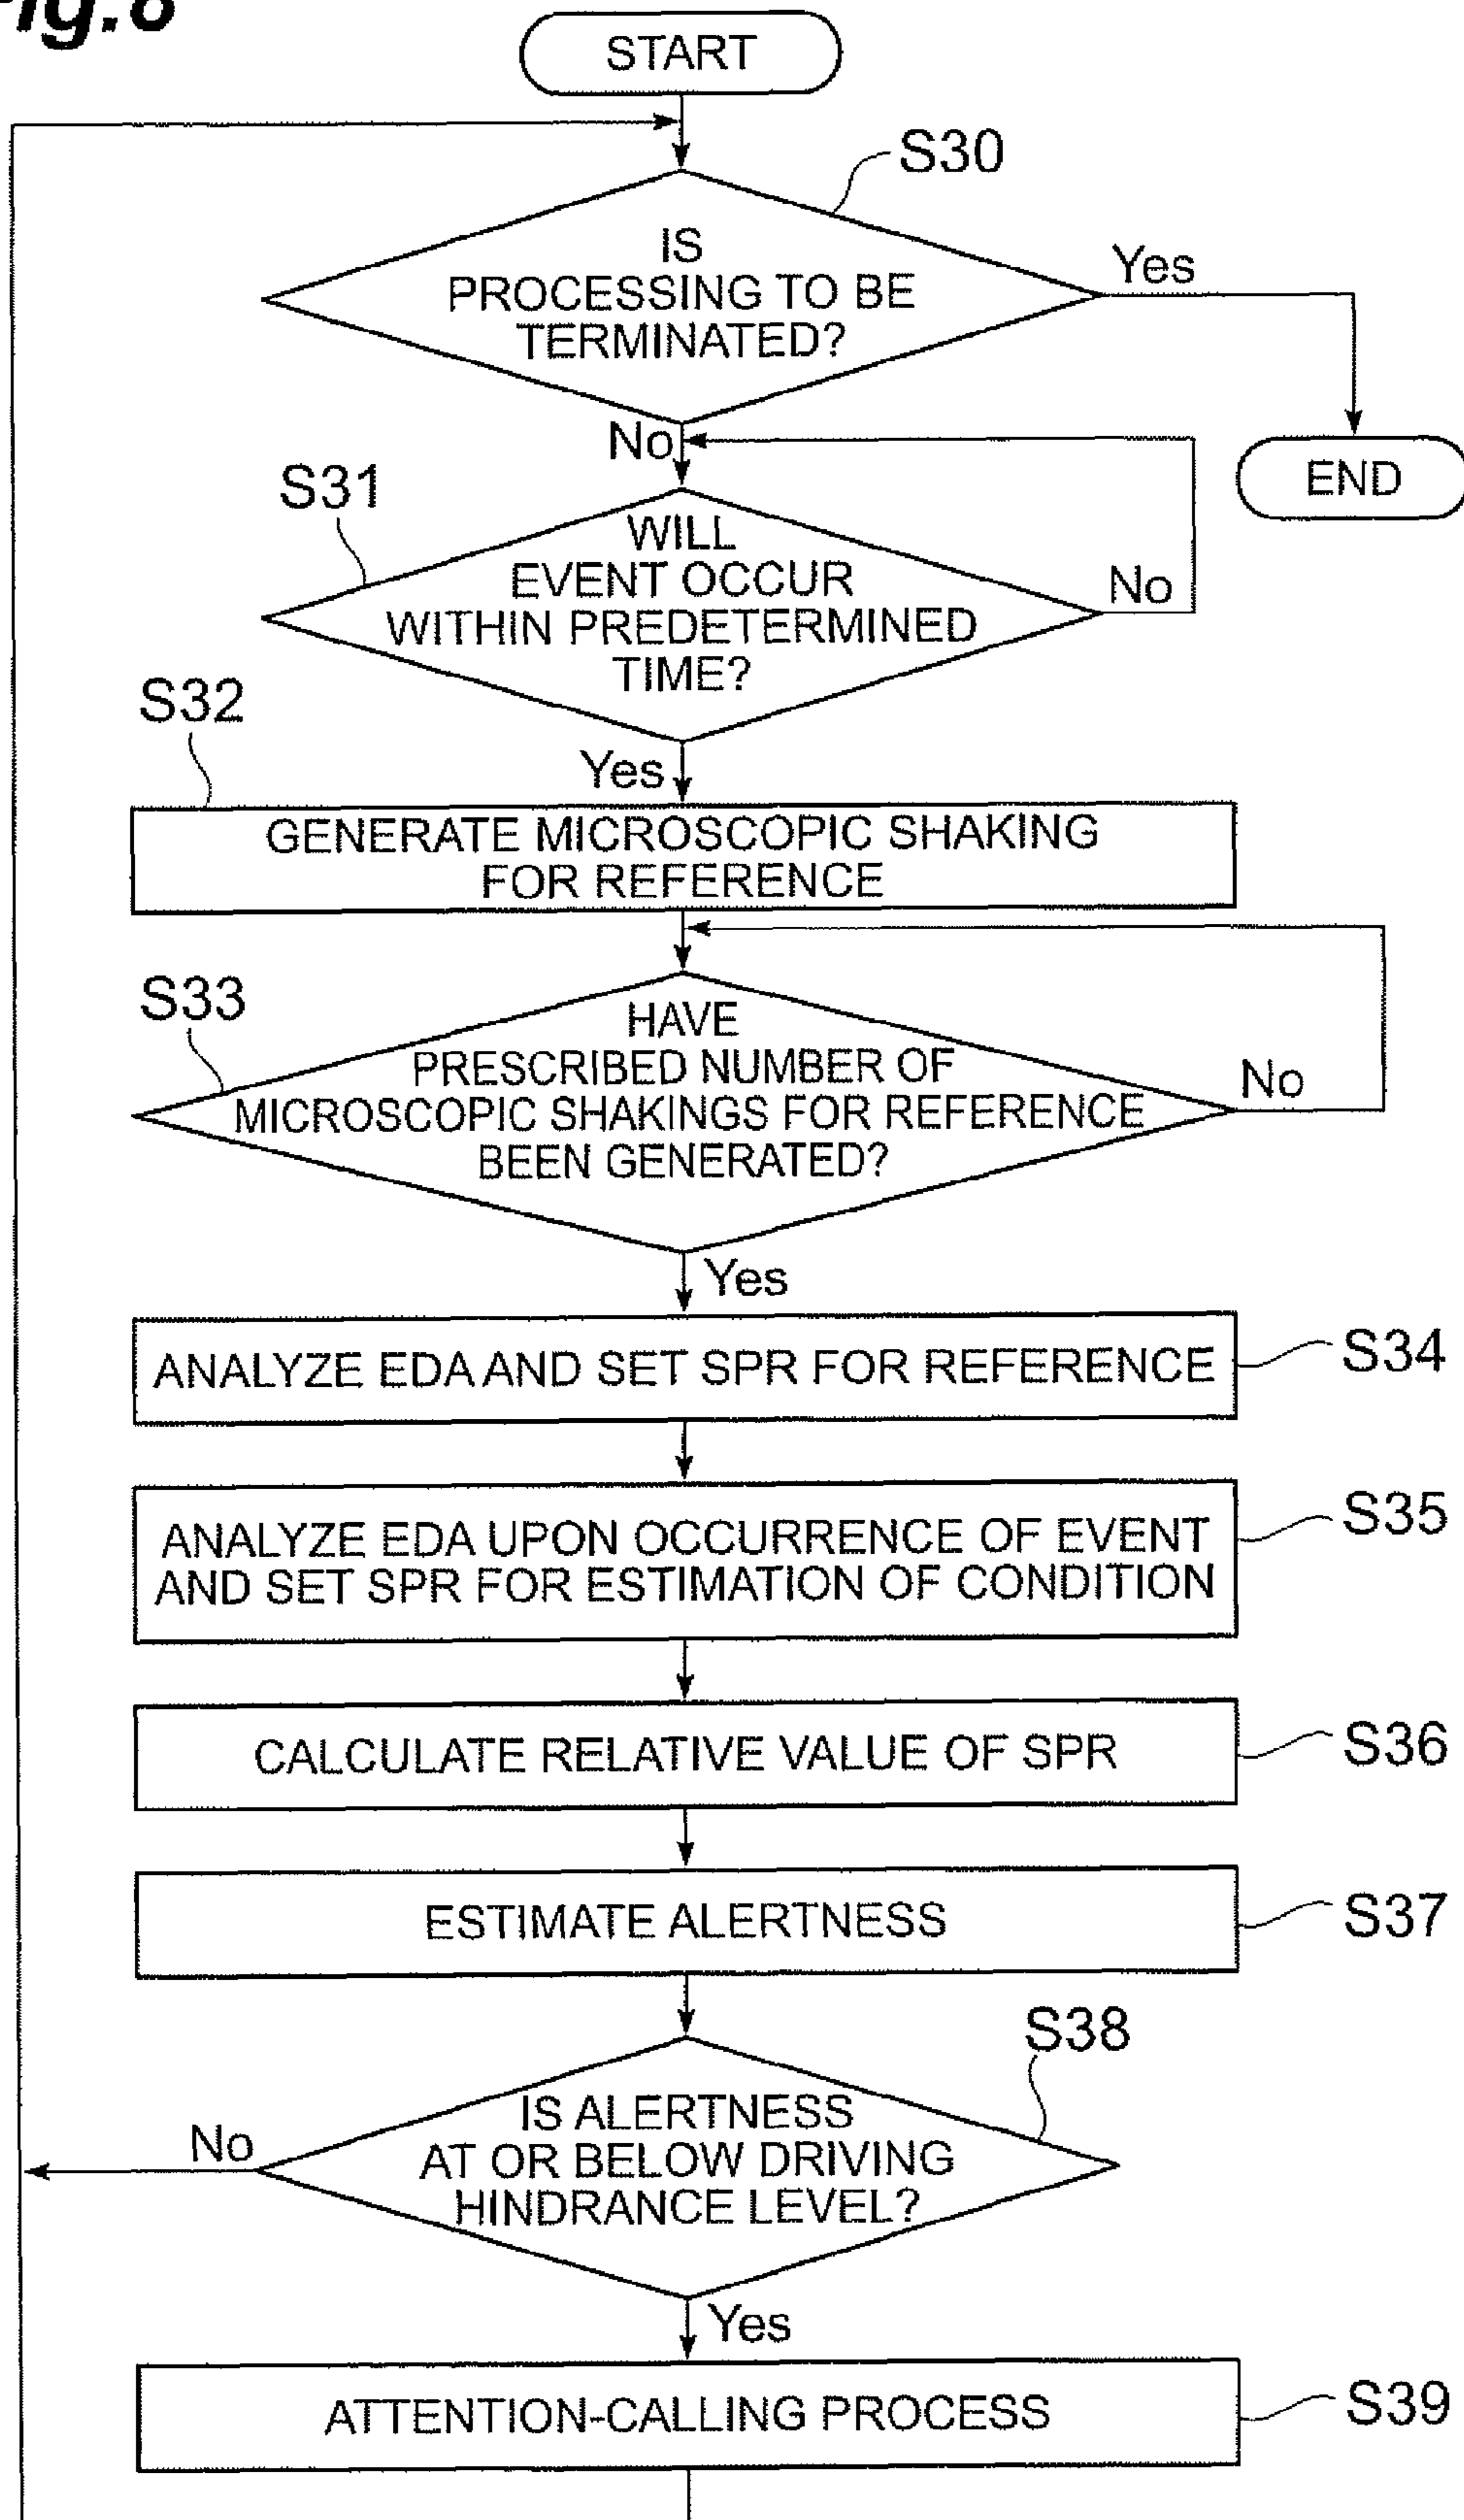 Fig.8
START
S30
IS
PROCESSING TO BE
TERMINATED?
Yes
END
No
S31
WILL
EVENT OCCUR
WITHIN PREDETERMINED
TIME?
No
S32
Yes
GENERATE MICROSCOPIC SHAKING
FOR REFERENCE
S33
HAVE
PRESCRIBED NUMBER OF
MICROSCOPIC SHAKINGS FOR REFERENCE
BEEN GENERATED?
No
Yes
ANALYZE EDA AND SET SPR FOR REFERENCE
S34
ANALYZE EDA UPON OCCURRENCE OF EVENT
AND SET SPR FOR ESTIMATION OF CONDITION
S35
CALCULATE RELATIVE VALUE OF SPR
S36
ESTIMATE ALERTNESS
S37
S38
IS ALERTNESS
AT OR BELOW DRIVING
HINDRANCE LEVEL?
No
Yes
ATTENTION-CALLING PROCESS
S39